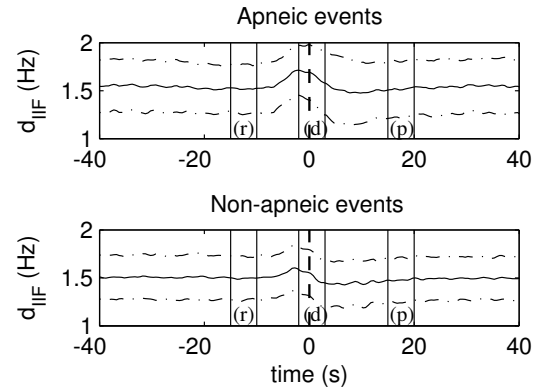 Apneic events
d_IIF (Hz)
2
1.5
1
(r)
(d)
(p)
-40
-20
0
20
40
Non-apneic events
d_IIF (Hz)
2
1.5
1
(r)
(d)
(p)
-40
-20
0
20
40
time (s)